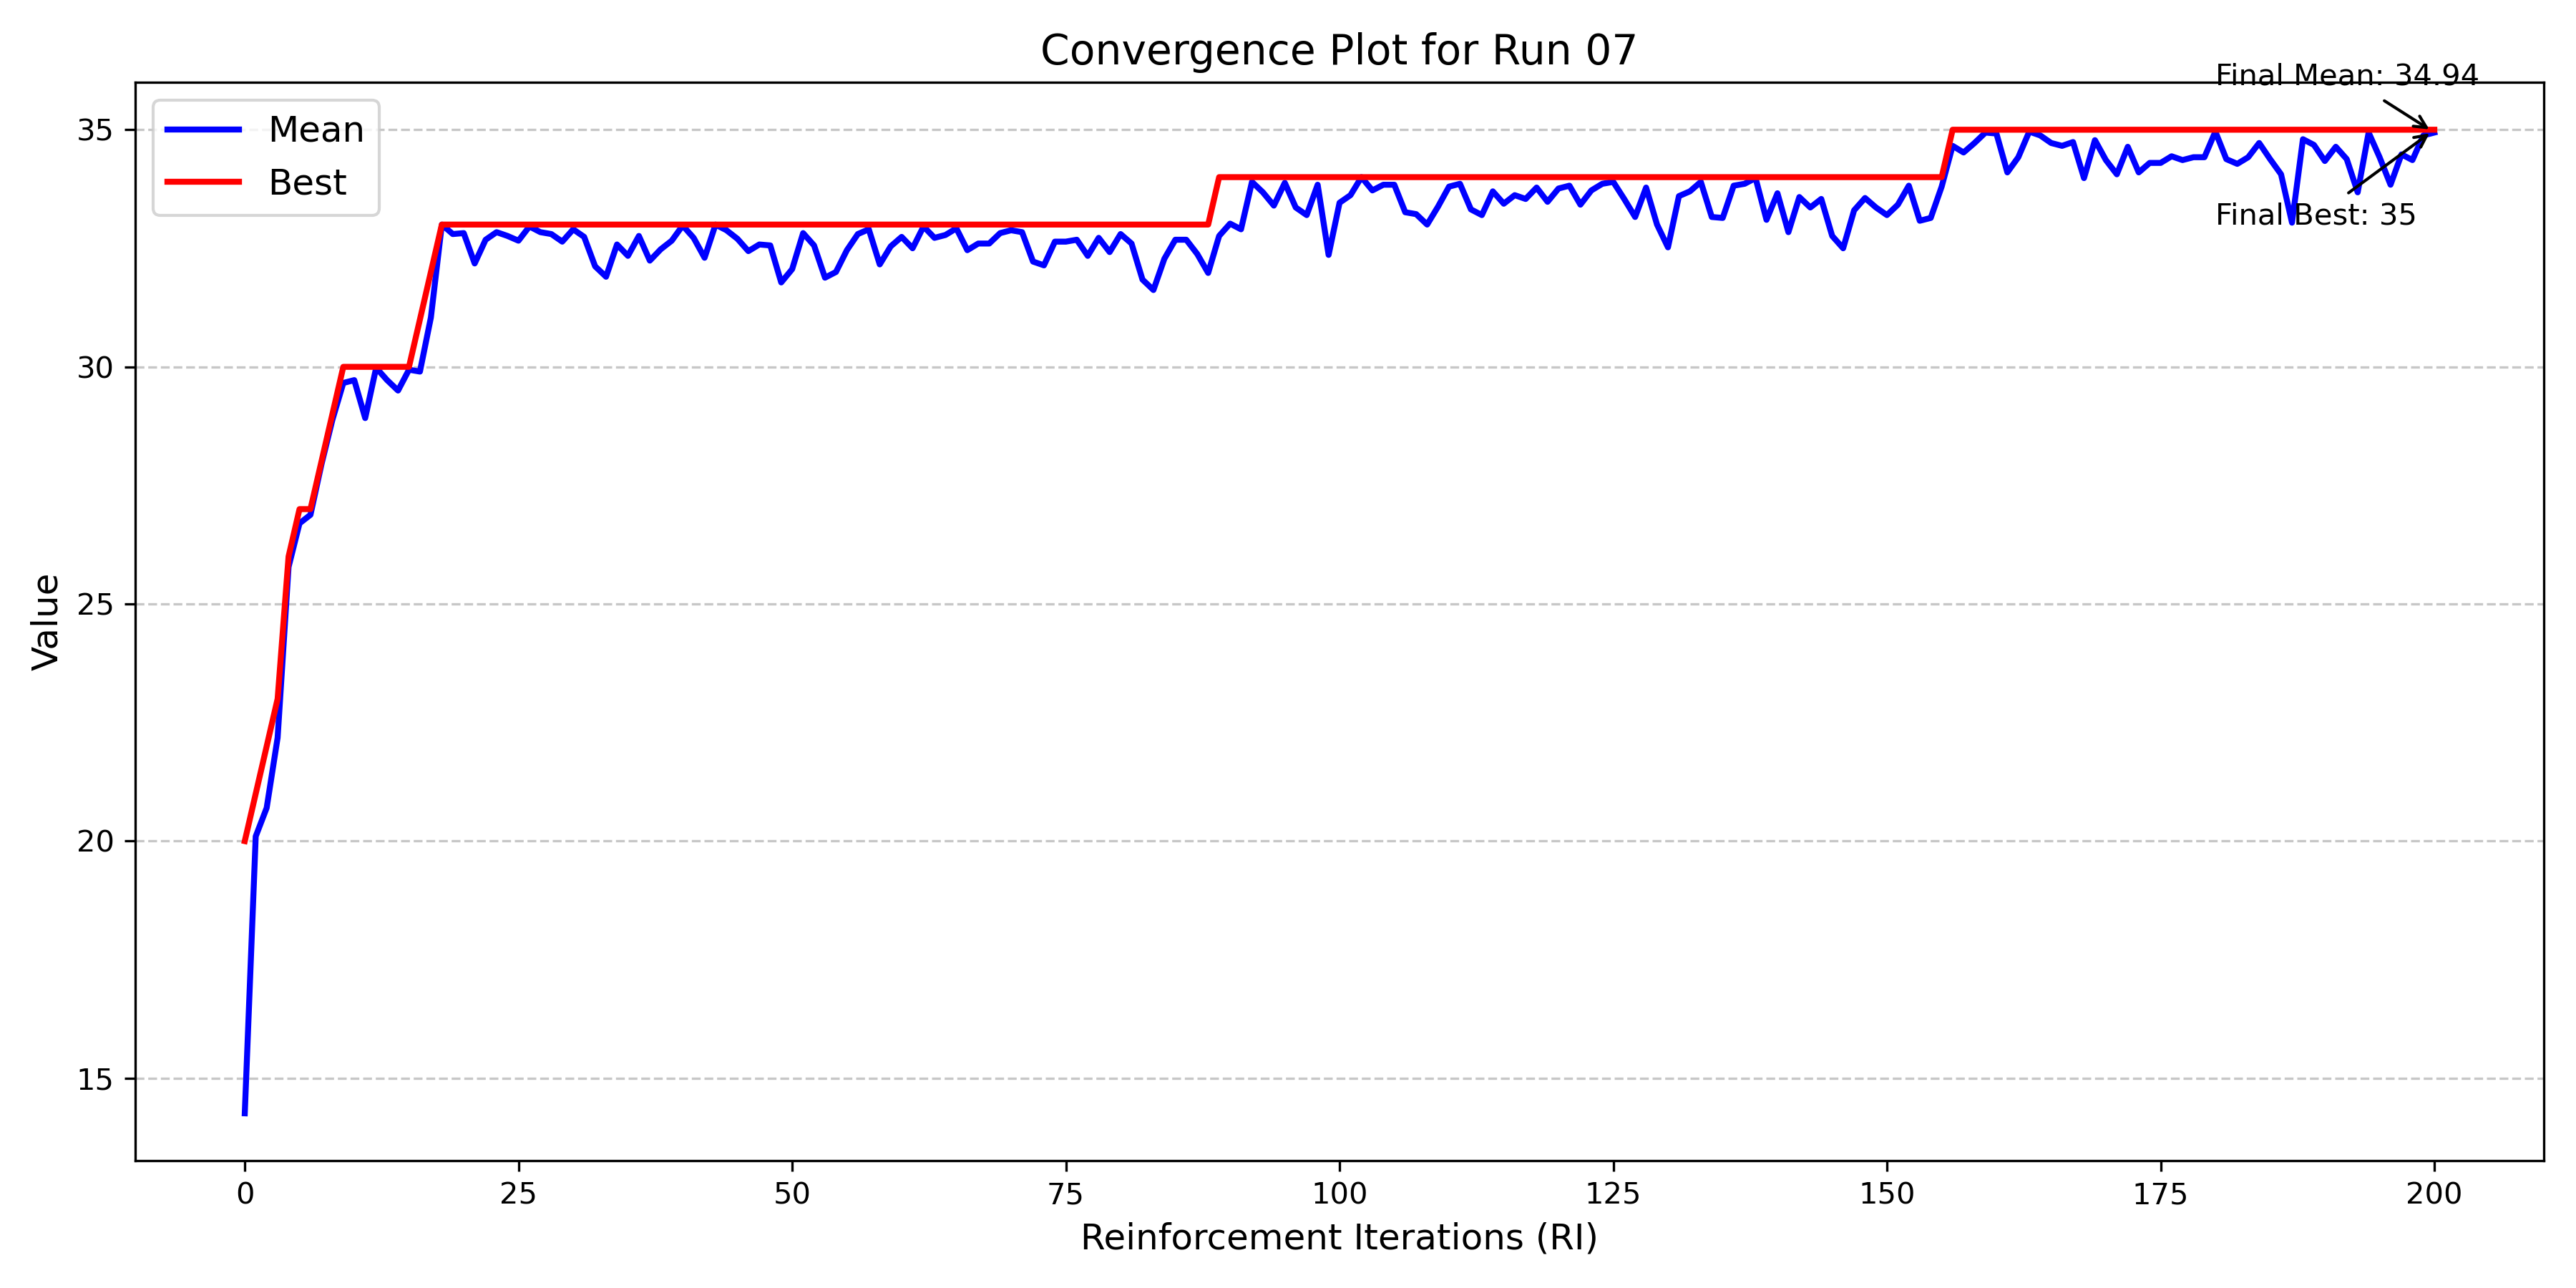 Convergence Plot for Run 07
Final Mean: 34.94
Mean
Best
Final Best: 35
35
30
25
20
15
Value
0 25 50 75 100 125 150 175 200
Reinforcement Iterations (RI)